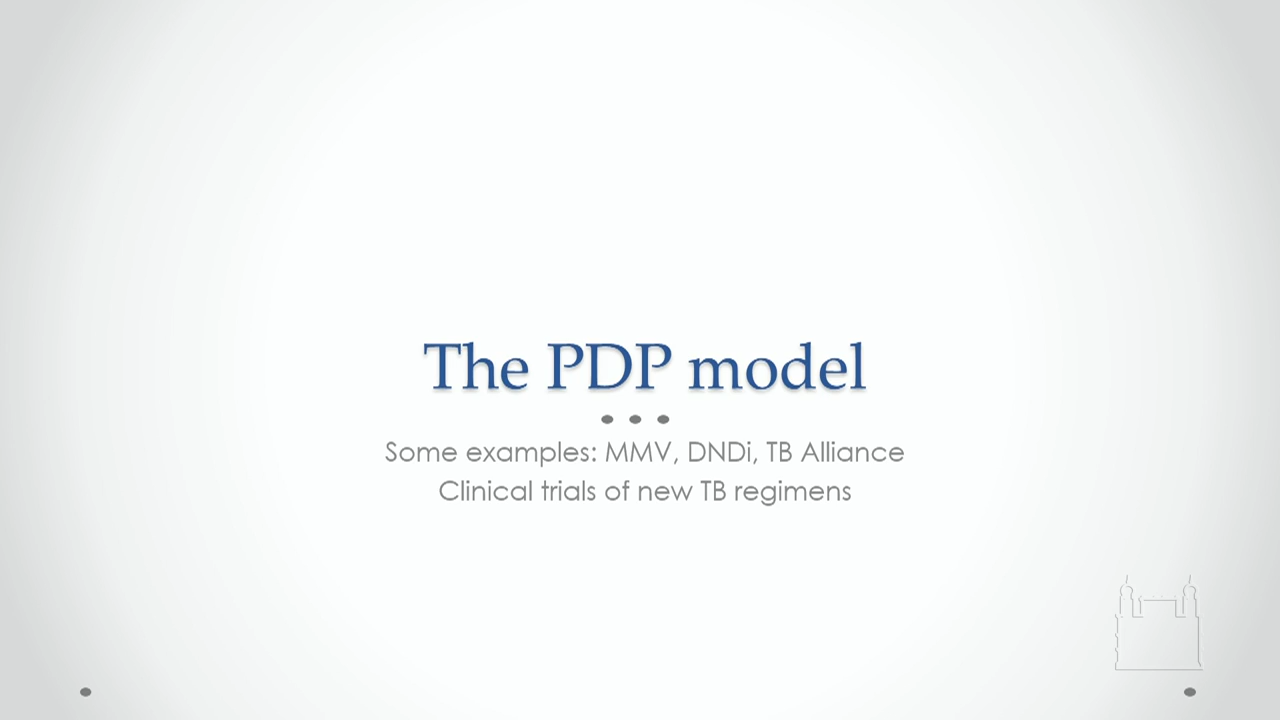 The PDP model
Some examples: MMV, DNDi, TB Alliance
Clinical trials of new TB regimens